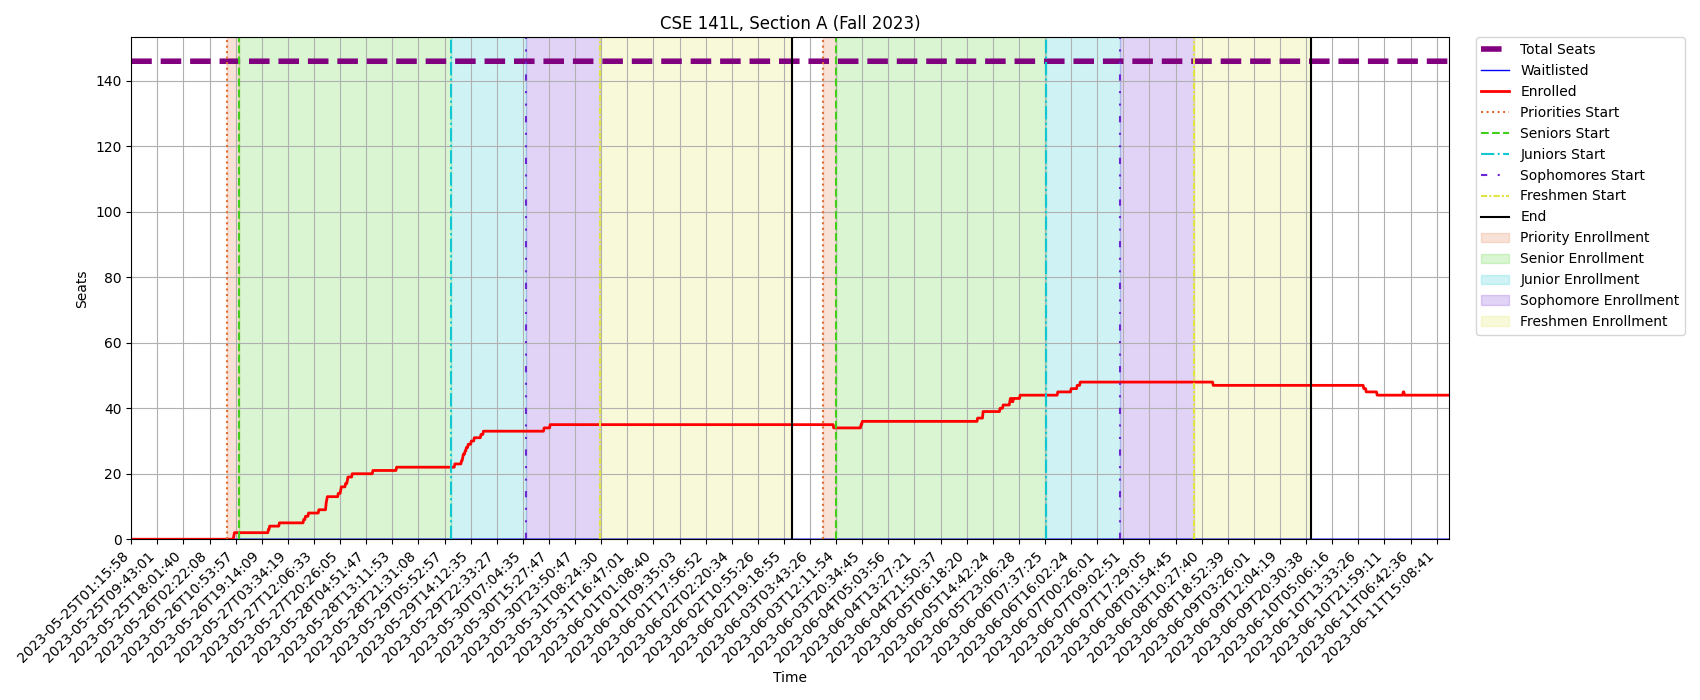 CSE 141L, Section A (Fall 2023)
Seats
140
120
100
80
60
40
20
0
2023-05-25T01:15:58
2023-05-25T09:43:01
2023-05-25T18:01:40
2023-05-26T02:22:08
2023-05-26T10:53:57
2023-05-26T19:14:09
2023-05-27T03:34:19
2023-05-27T12:06:33
2023-05-27T20:26:05
2023-05-28T04:51:47
2023-05-28T13:11:53
2023-05-28T21:31:08
2023-05-29T05:52:57
2023-05-29T14:12:35
2023-05-29T22:33:27
2023-05-30T07:04:35
2023-05-30T15:27:47
2023-05-30T23:50:47
2023-05-31T08:24:30
2023-05-31T16:47:01
2023-06-01T01:08:40
2023-06-01T09:35:03
2023-06-01T17:56:52
2023-06-02T02:20:34
2023-06-02T10:55:26
2023-06-02T19:18:55
2023-06-03T03:43:26
2023-06-03T12:11:54
2023-06-03T20:34:45
2023-06-04T05:03:56
2023-06-04T13:27:21
2023-06-04T21:50:37
2023-06-05T06:18:20
2023-06-05T14:42:24
2023-06-05T23:06:28
2023-06-06T07:37:25
2023-06-06T16:02:24
2023-06-07T00:26:01
2023-06-07T09:02:51
2023-06-07T17:29:05
2023-06-08T01:54:45
2023-06-08T10:27:40
2023-06-08T18:52:39
2023-06-09T03:26:01
2023-06-09T12:04:19
2023-06-09T20:30:38
2023-06-10T05:06:16
2023-06-10T13:33:26
2023-06-10T21:59:11
2023-06-11T06:42:36
2023-06-11T15:08:41
Time
Total Seats
Waitlisted
Enrolled
Priorities Start
Seniors Start
Juniors Start
Sophomores Start
Freshmen Start
End
Priority Enrollment
Senior Enrollment
Junior Enrollment
Sophomore Enrollment
Freshmen Enrollment